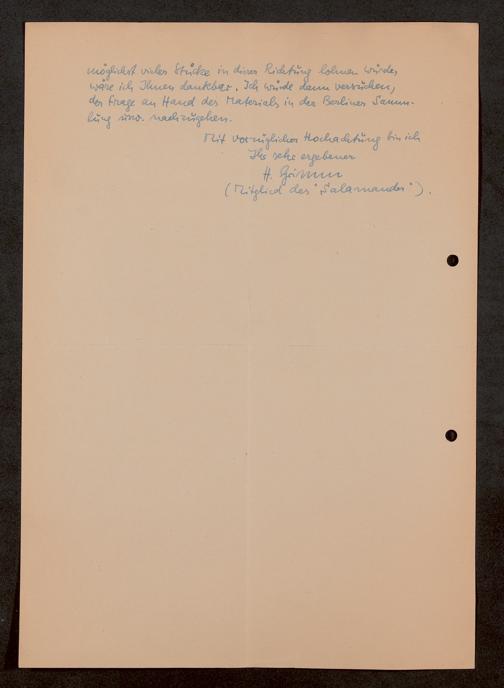 möglichst vieler Stücke in dieser Richtung lohnen würde,
wäre ich Ihnen dankbar. Ich würde dann versuchen,
der Frage an Hand des Materials in der Berliner Samm-
lung usw. nachzugehen.
Mit vorzüglicher Hochachtung bin ich
Ihr sehr ergebener
H. Grimm
(Mitglied des "Salamander").